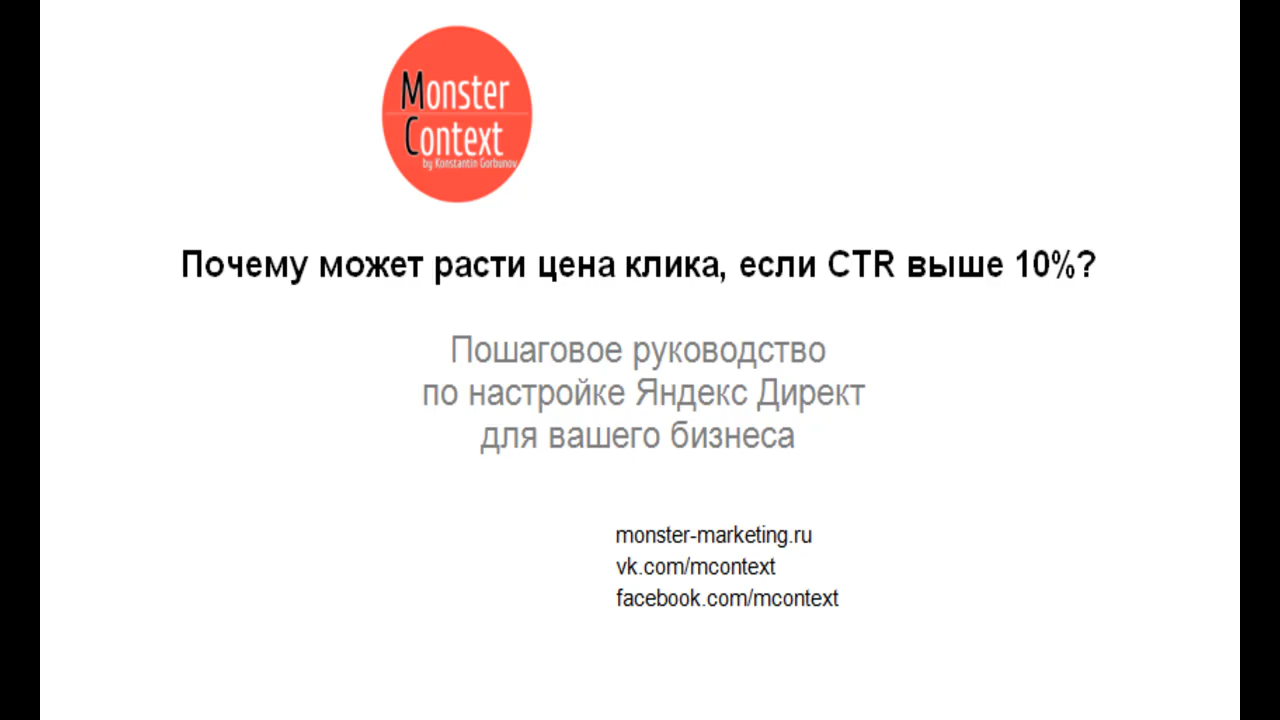 Monster
Context
by Konstantin Gorbunov
Почему может расти цена клика, если CTR выше 10%?
Пошаговое руководство
по настройке Яндекс Директ
для вашего бизнеса
monster-marketing.ru
vk.com/mcontext
facebook.com/mcontext